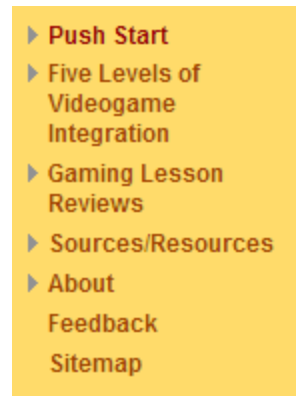 Push Start
Five Levels of
Videogame
Integration
Gaming Lesson
Reviews
Sources/Resources
About
Feedback
Sitemap